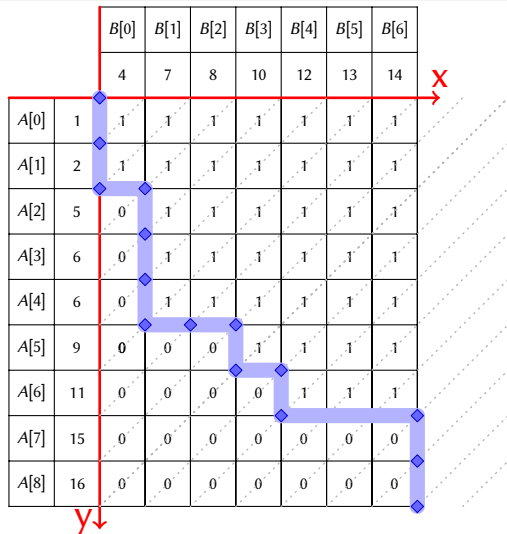 B[0] B[1] B[2] B[3] B[4] B[5] B[6]
4 7 8 10 12 13 14
x
A[0] 1 1 1 1 1 1 1 1
A[1] 2 1 1 1 1 1 1 1
A[2] 5 0 1 1 1 1 1 1
A[3] 6 0 1 1 1 1 1 1
A[4] 6 0 1 1 1 1 1 1
A[5] 9 0 0 0 1 1 1 1
A[6] 11 0 0 0 0 1 1 1
A[7] 15 0 0 0 0 0 0 0
A[8] 16 0 0 0 0 0 0 0
y